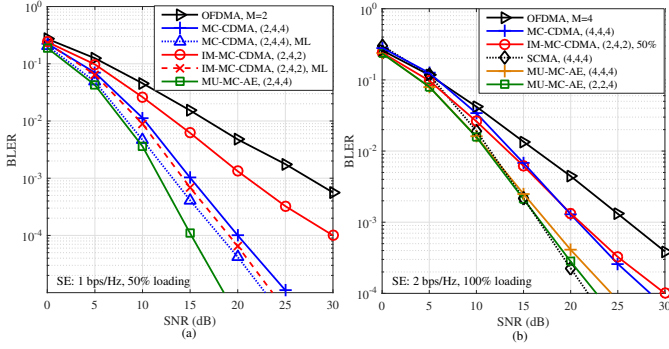 OFDMA, M=2
MC-CDMA, (2,4,4)
MC-CDMA, (2,4,4), ML
IM-MC-CDMA, (2,4,2)
IM-MC-CDMA, (2,4,2), ML
MU-MC-AE, (2,4,4)
10^0
10^-1
10^-2
10^-3
10^-4
BLER
SE: 1 bps/Hz, 50% loading
0 5 10 15 20 25 30
SNR (dB)
(a)
OFDMA, M=4
MC-CDMA, (4,4,4)
IM-MC-CDMA, (2,4,2), 50%
SCMA, (4,4,4)
MU-MC-AE, (4,4,4)
MU-MC-AE, (2,2,4)
10^0
10^-1
10^-2
10^-3
10^-4
BLER
SE: 2 bps/Hz, 100% loading
0 5 10 15 20 25 30
SNR (dB)
(b)